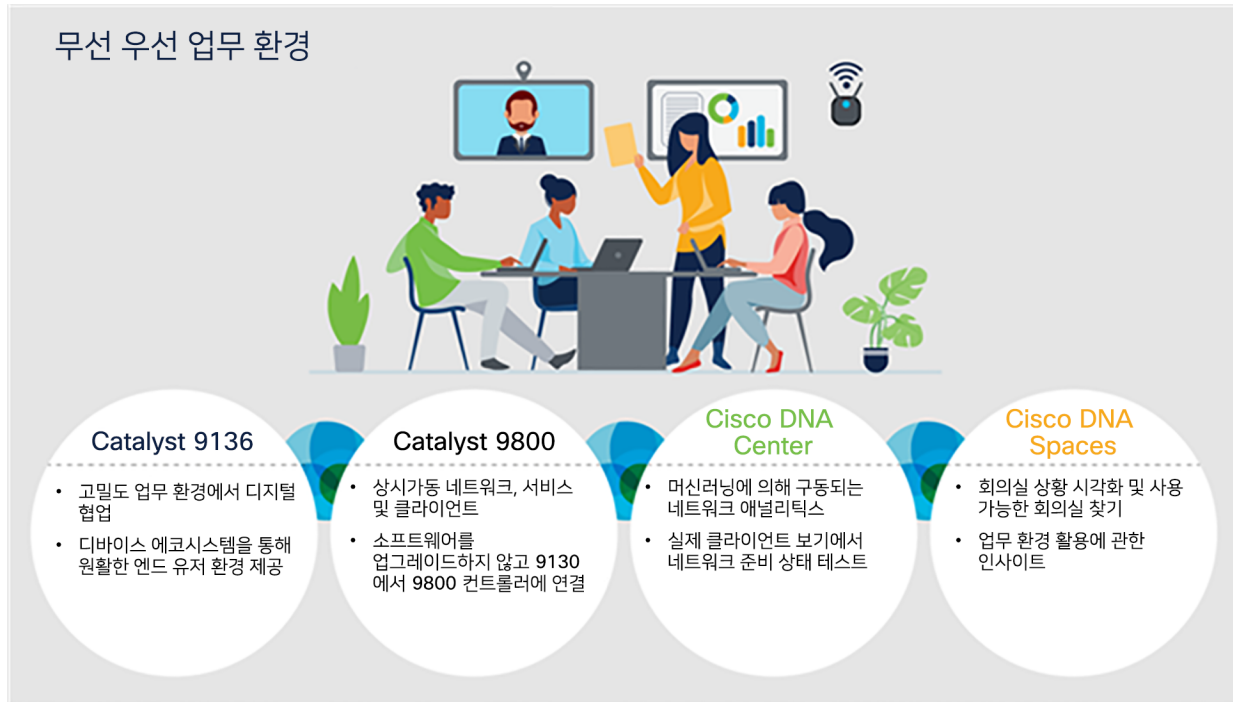 무선 우선 업무 환경
Catalyst 9136
• 고밀도 업무 환경에서 디지털
협업
• 디바이스 에코시스템을 통해
원활한 엔드 유저 환경 제공
Catalyst 9800
• 상시가동 네트워크, 서비스
및 클라이언트
• 소프트웨어를
업그레이드하지 않고 9130
에서 9800 컨트롤러에 연결
Cisco DNA
Center
• 머신러닝에 의해 구동되는
네트워크 애널리틱스
• 실제 클라이언트 보기에서
네트워크 준비 상태 테스트
Cisco DNA
Spaces
• 회의실 상황 시각화 및 사용
가능한 회의실 찾기
• 업무 환경 활용에 관한
인사이트